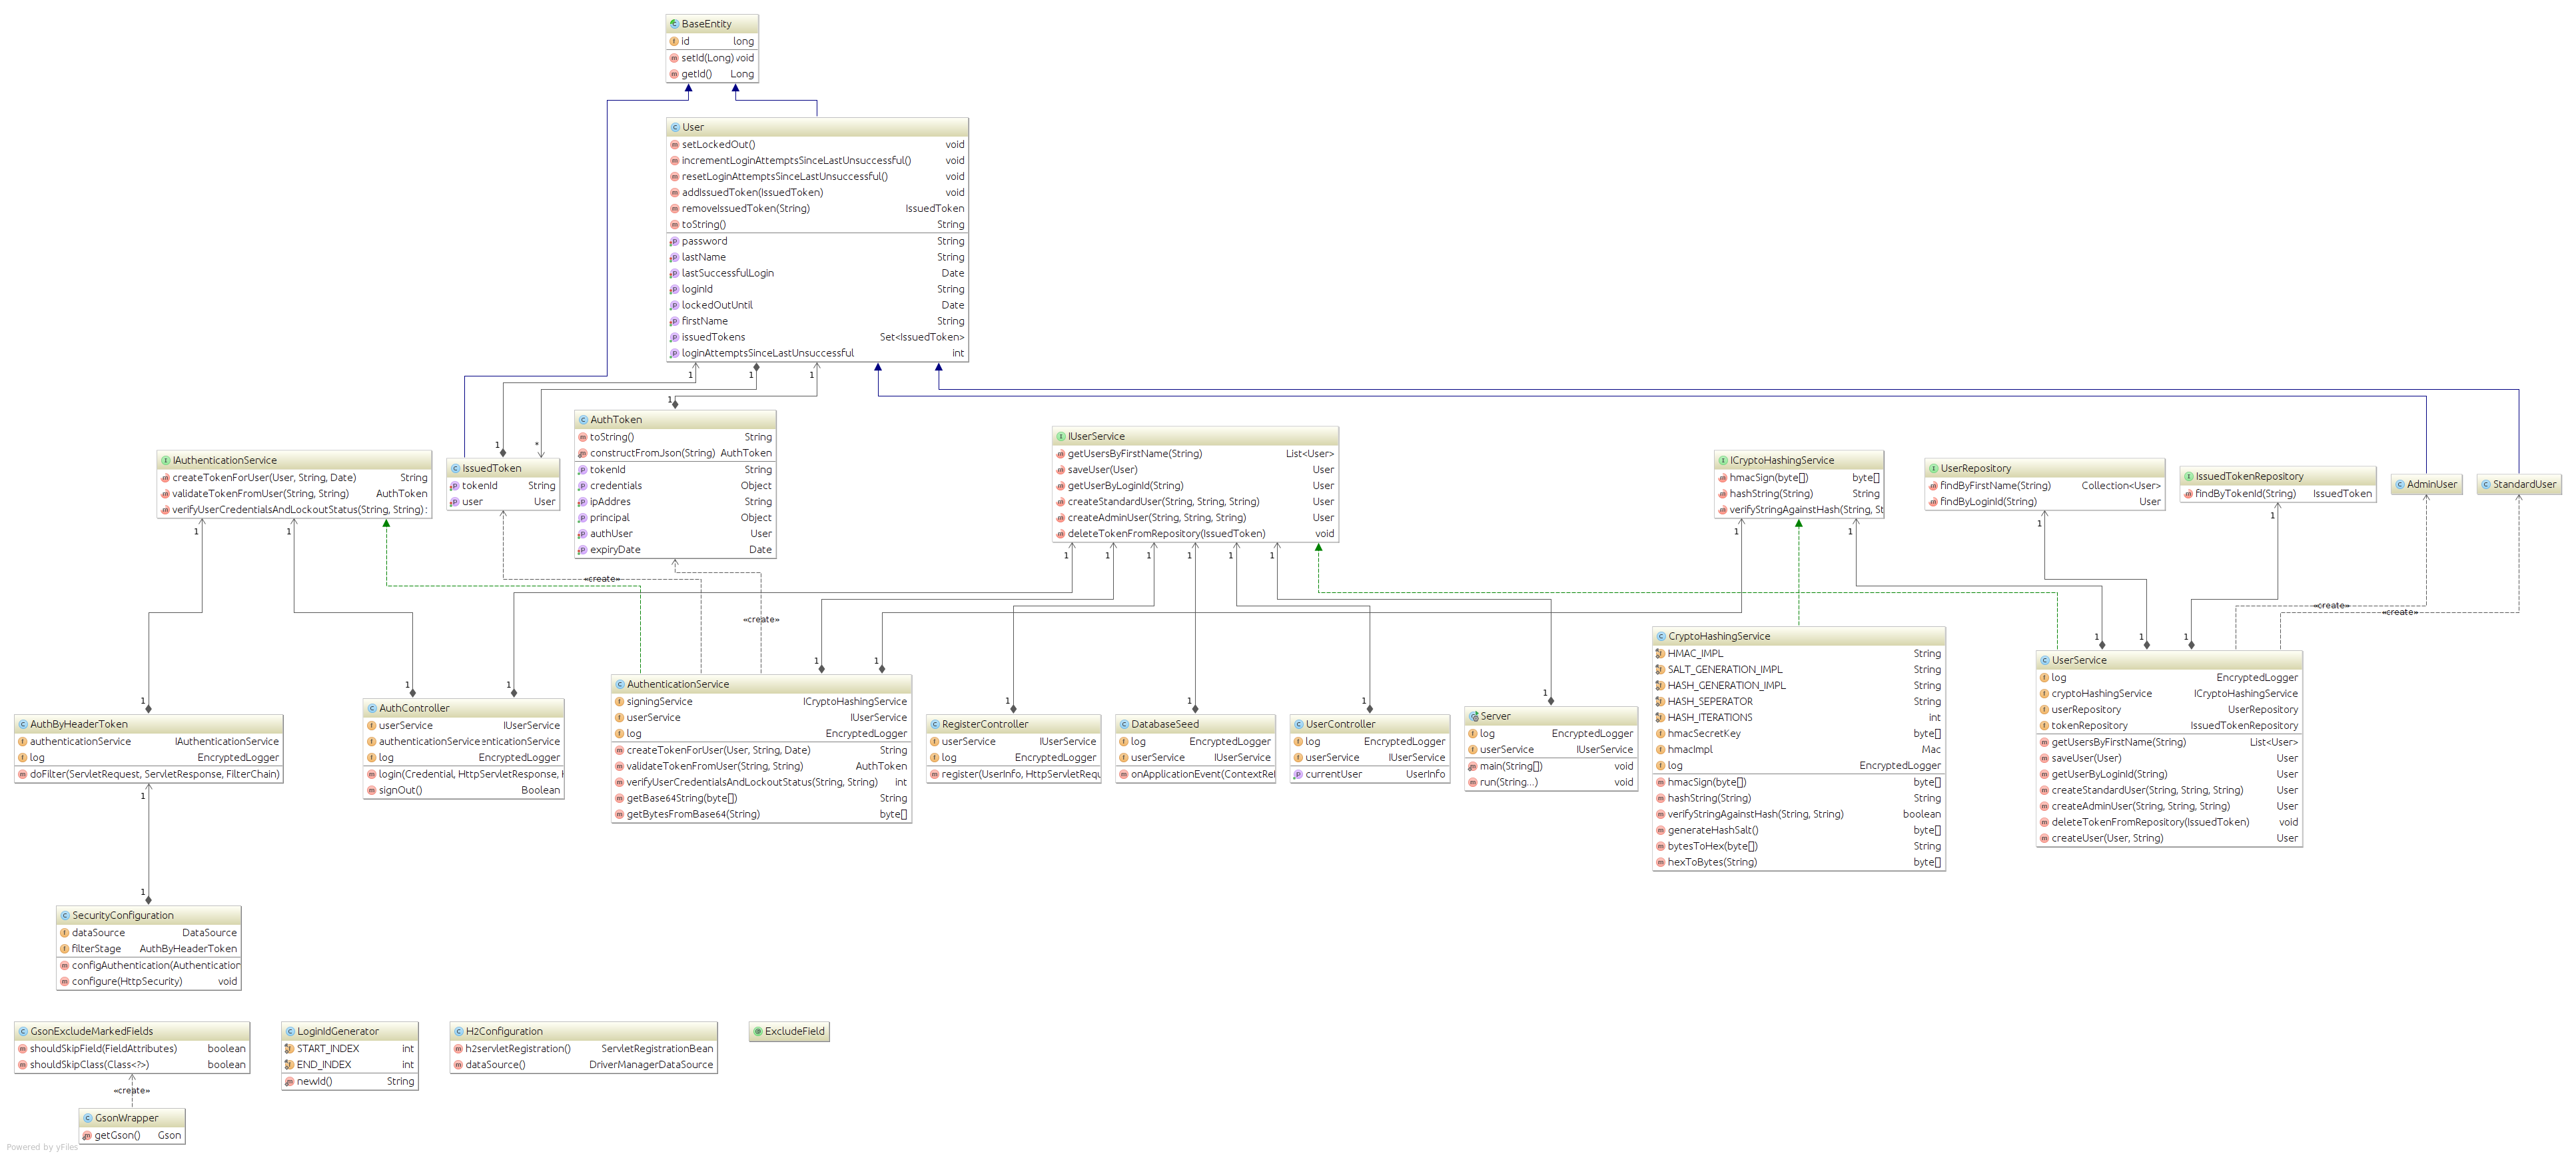 BaseEntity
id long
setId(Long) void
getId() Long
User
setLockedOut() void
incrementLoginAttemptsSinceLastUnsuccessful() void
resetLoginAttemptsSinceLastUnsuccessful() void
addIssuedToken(IssuedToken) void
removeIssuedToken(String) IssuedToken
toString() String
password String
lastName String
lastSuccessfulLogin Date
loginId String
lockedOutUntil Date
firstName String
issuedTokens Set<IssuedToken>
loginAttemptsSinceLastUnsuccessful int
1 1 1
1
1 *
AuthToken
toString() String
constructFromJson(String) AuthToken
tokenId String
credentials Object
ipAddres String
principal Object
authUser User
expiryDate Date
IAuthenticationService
createTokenForUser(User, String, Date) String
validateTokenFromUser(String, String) AuthToken
verifyUserCredentialsAndLockoutStatus(String, String) :
IssuedToken
tokenId String
user User
IUserService
getUsersByFirstName(String) List<User>
saveUser(User) User
getUserByLoginId(String) User
createStandardUser(String, String, String) User
createAdminUser(String, String, String) User
deleteTokenFromRepository(IssuedToken) void
ICryptoHashingService
hmacSign(byte[]) byte[]
hashString(String) String
verifyStringAgainstHash(String, St
UserRepository
findByFirstName(String) Collection<User>
findByLoginId(String) User
IssuedTokenRepository
findByTokenId(String) IssuedToken
AdminUser
StandardUser
1 1
1 1 1 1 1 1
1 1
1
1
«create»
«create»
«create»
«create»
CryptoHashingService
HMAC_IMPL String
SALT_GENERATION_IMPL String
HASH_GENERATION_IMPL String
HASH_SEPERATOR String
HASH_ITERATIONS int
hmacSecretKey byte[]
hmacImpl Mac
log EncryptedLogger
hmacSign(byte[]) byte[]
hashString(String) String
verifyStringAgainstHash(String, String) boolean
generateHashSalt() byte[]
bytesToHex(byte[]) String
hexToBytes(String) byte[]
1 1 1
UserService
log EncryptedLogger
cryptoHashingService ICryptoHashingService
userRepository UserRepository
tokenRepository IssuedTokenRepository
getUsersByFirstName(String) List<User>
saveUser(User) User
getUserByLoginId(String) User
createStandardUser(String, String, String) User
createAdminUser(String, String, String) User
deleteTokenFromRepository(IssuedToken) void
createUser(User, String) User
1
AuthByHeaderToken
authenticationService IAuthenticationService
log EncryptedLogger
doFilter(ServletRequest, ServletResponse, FilterChain)
1 1
AuthController
userService IUserService
authenticationService enticationService
log EncryptedLogger
login(Credential, HttpServletResponse, H
signOut() Boolean
1 1
AuthenticationService
signingService ICryptoHashingService
userService IUserService
log EncryptedLogger
createTokenForUser(User, String, Date) String
validateTokenFromUser(String, String) AuthToken
verifyUserCredentialsAndLockoutStatus(String, String) int
getBase64String(byte[]) String
getBytesFromBase64(String) byte[]
1
RegisterController
userService IUserService
log EncryptedLogger
register(UserInfo, HttpServletRequ
1
DatabaseSeed
log EncryptedLogger
userService IUserService
onApplicationEvent(ContextRef
1
UserController
log EncryptedLogger
userService IUserService
currentUser UserInfo
1
Server
log EncryptedLogger
userService IUserService
main(String[]) void
run(String...) void
1
1
SecurityConfiguration
dataSource DataSource
filterStage AuthByHeaderToken
configAuthentication(Authentication
configure(HttpSecurity) void
GsonExcludeMarkedFields
shouldSkipField(FieldAttributes) boolean
shouldSkipClass(Class<?>) boolean
LoginIdGenerator
START_INDEX int
END_INDEX int
newId() String
H2Configuration
h2servletRegistration() ServletRegistrationBean
dataSource() DriverManagerDataSource
ExcludeField
«create»
GsonWrapper
getGson() Gson
Powered by yFiles